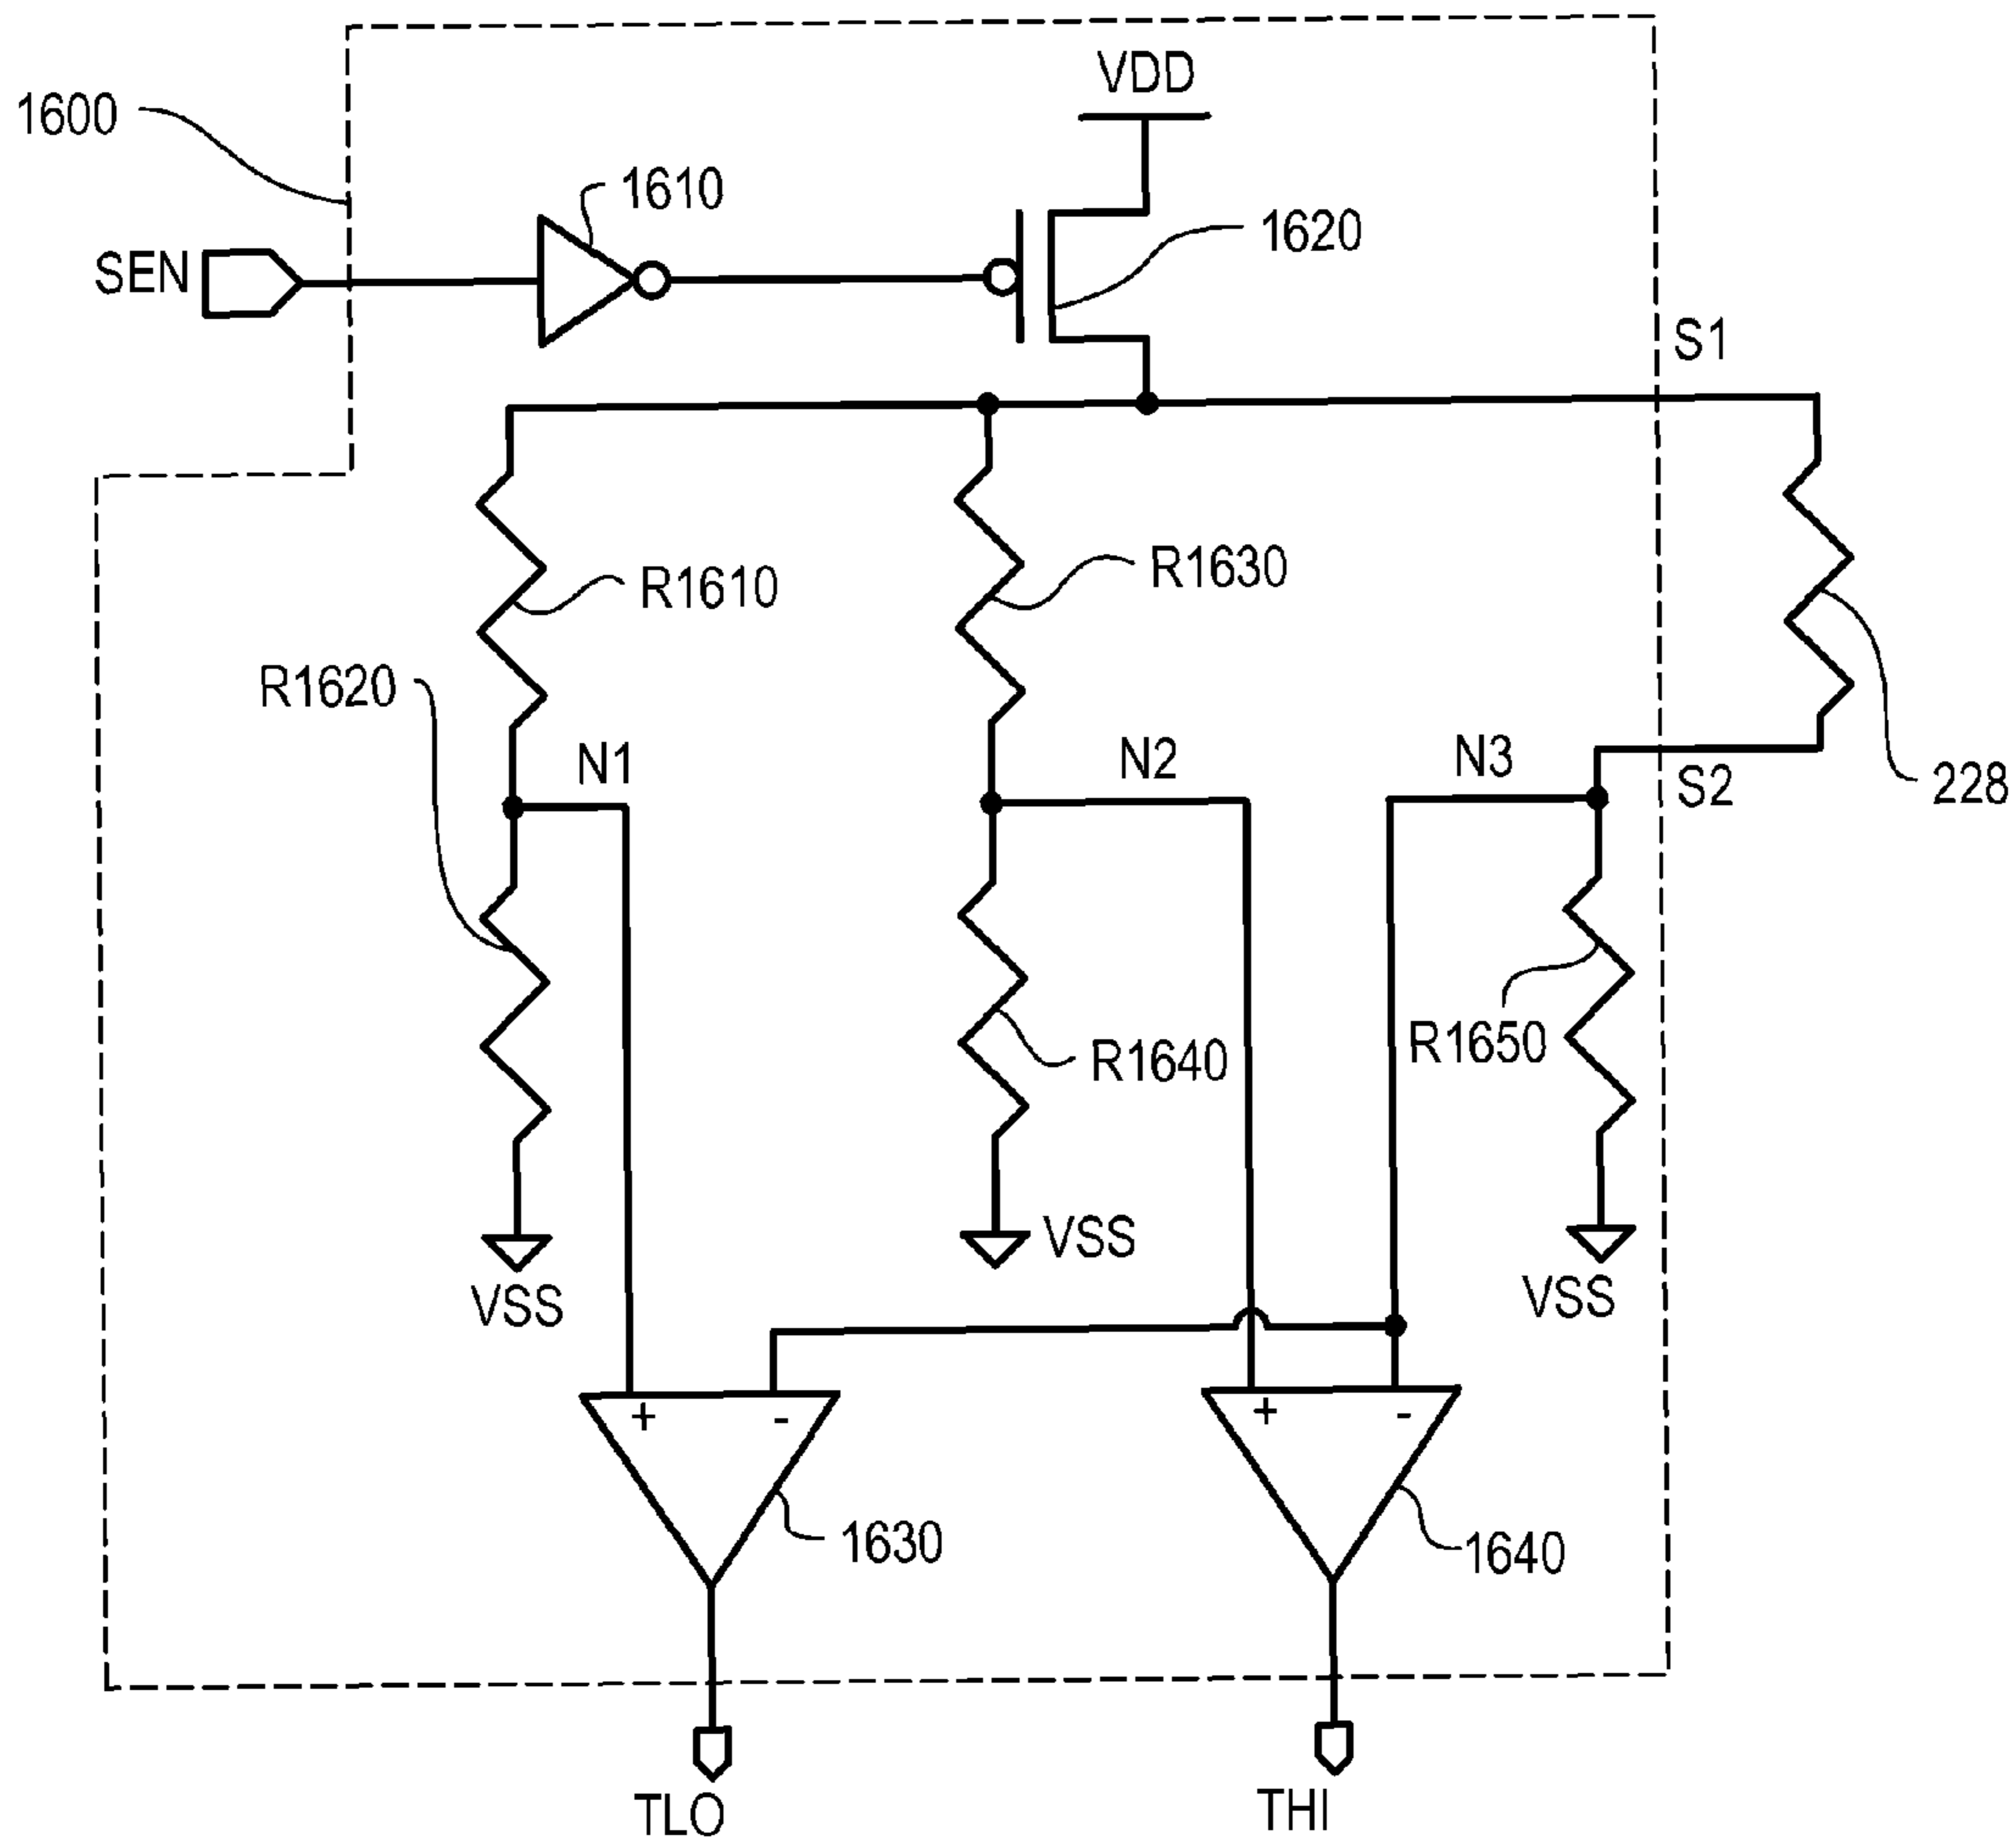 VDD
1600
1610
1620
SEN
S1
R1630
R1610
R1620
N1
N2
N3
S2
228
R1650
R1640
VSS
VSS
VSS
+
-
+
-
1630
1640
TLO
THI